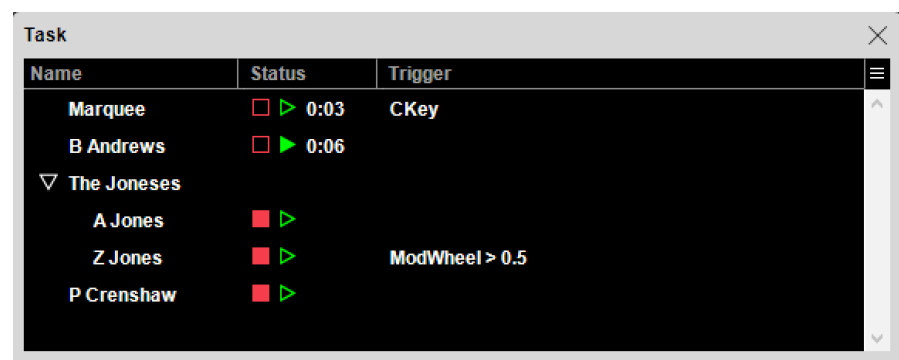 Task
Name Status Trigger
Marquee 0:03 CKey
B Andrews 0:06
The Joneses
A Jones
Z Jones ModWheel > 0.5
P Crenshaw